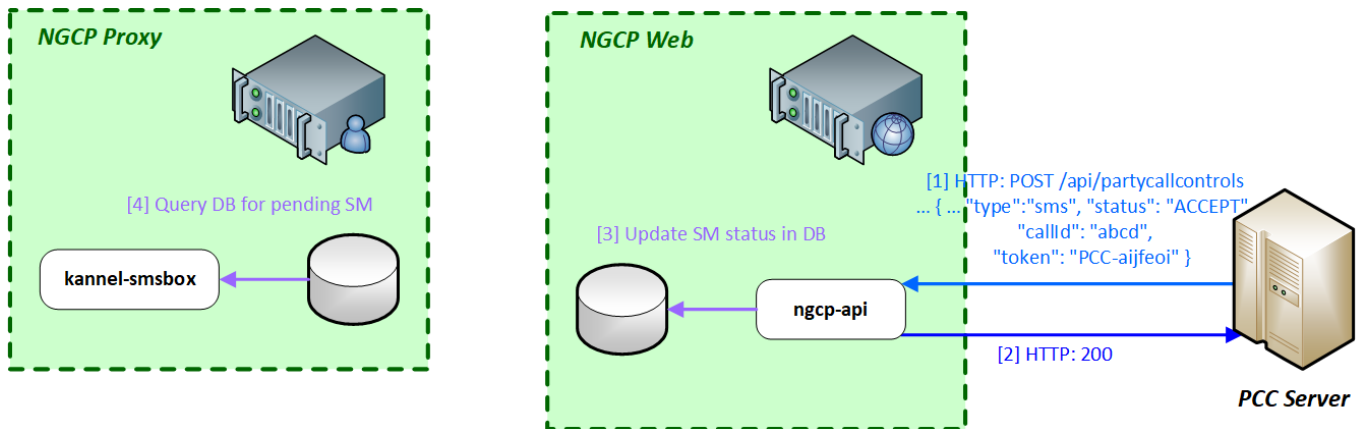 NGCP Proxy
[4] Query DB for pending SM
kannel-smsbox
NGCP Web
[3] Update SM status in DB
ngcp-api
[1] HTTP: POST /api/partycallcontrols
... { ... "type":"sms", "status": "ACCEPT"
"callId": "abcd",
"token": "PCC-aijfeoi" }
[2] HTTP: 200
PCC Server